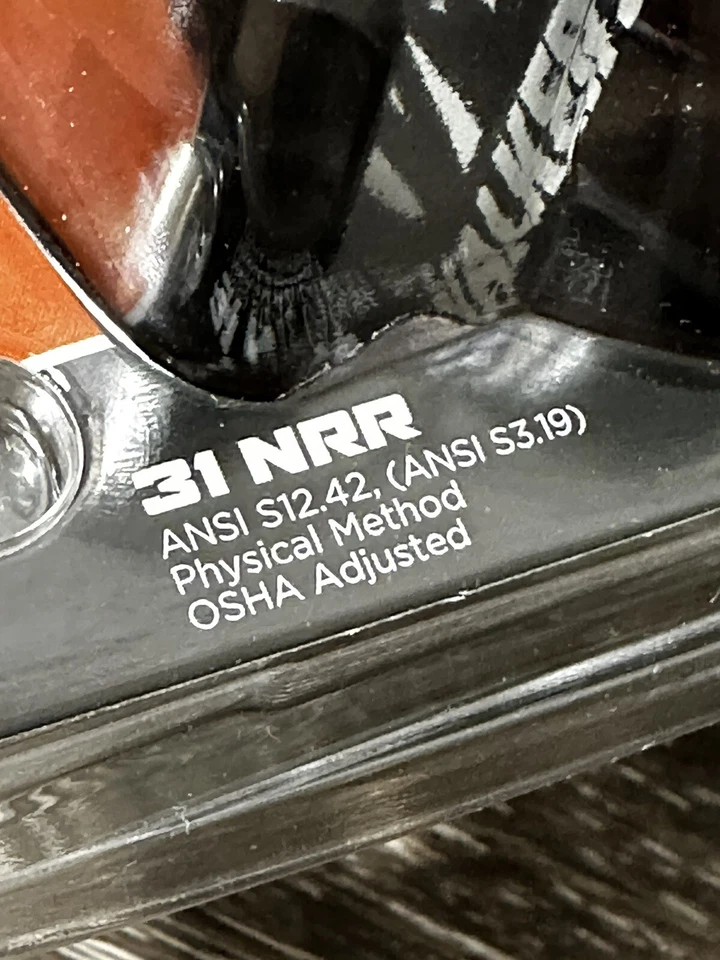 31 NRR
ANSI S12.42, (ANSI S3.19)
Physical Method
OSHA Adjusted